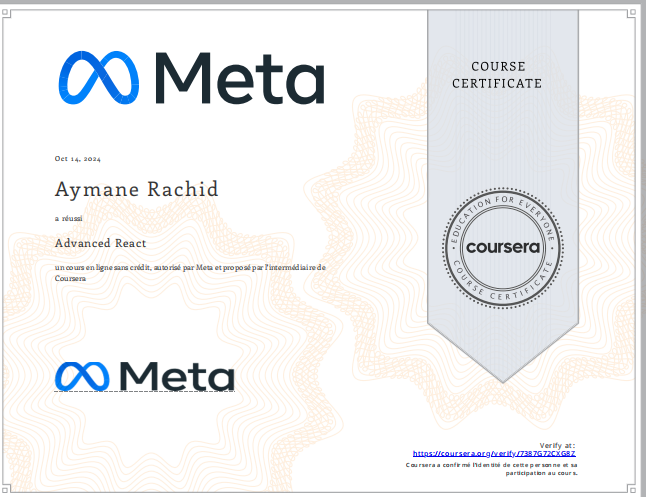 Meta
COURSE
CERTIFICATE
Oct 14, 2024
Aymane Rachid
a réussi
Advanced React
un cours en ligne sans crédit, autorisé par Meta et proposé par l'intermédiaire de
Coursera
EDUCATION FOR EVERYONE
coursera
COURSE CERTIFICATE
Meta
Verify at:
https://coursera.org/verify/7387G72CXG8Z
Coursera a confirmé l'identité de cette personne et sa
participation au cours.